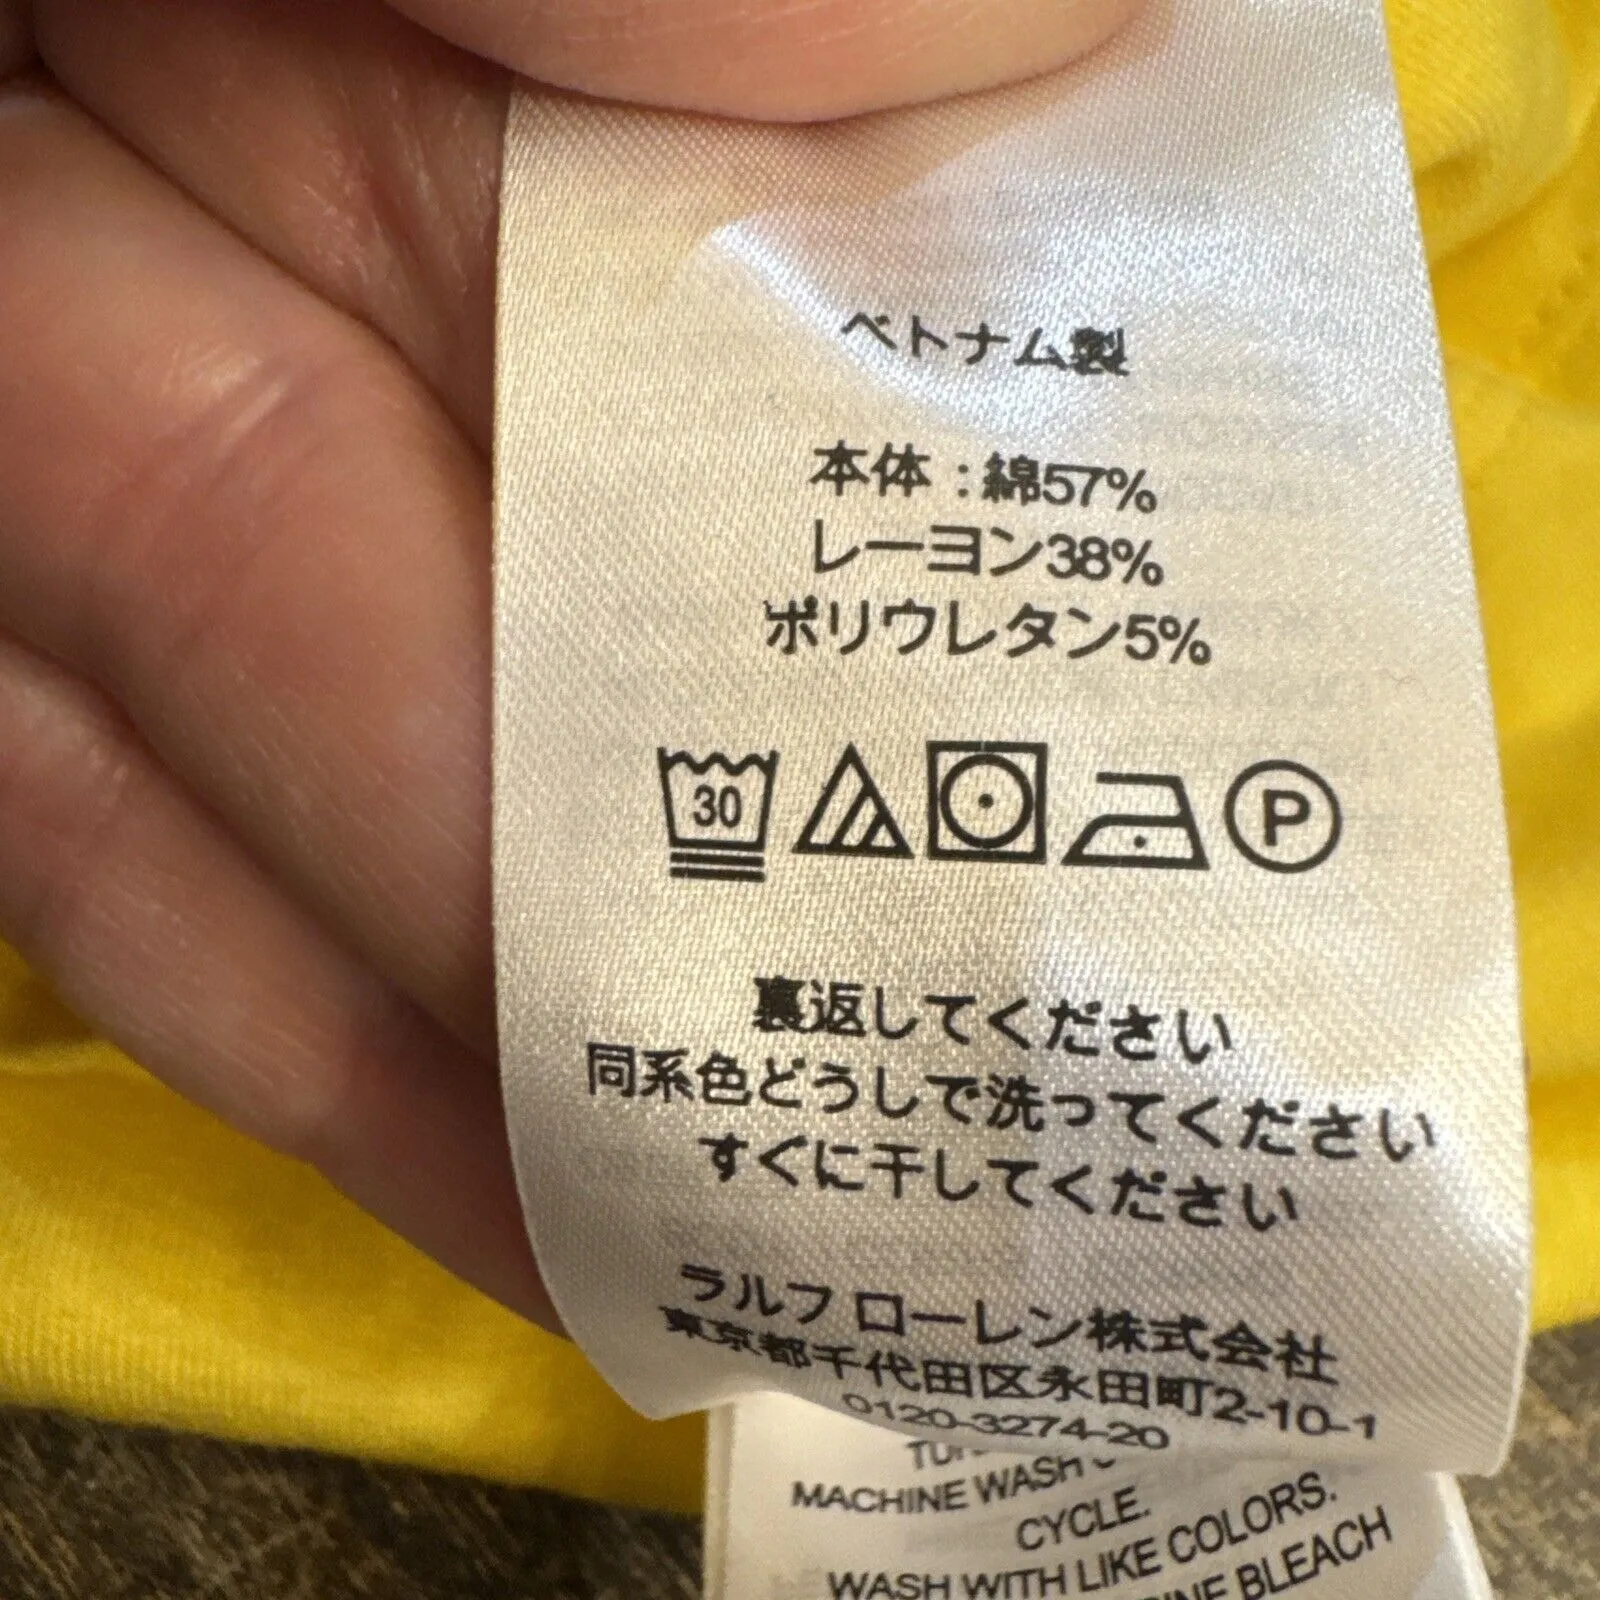 ベトナム製
本体：綿57%
レーヨン38%
ポリウレタン5%
30
P
裏返してください
同系色どうしで洗ってください
すぐに干してください
ラルフ ローレン株式会社
東京都千代田区永田町2-10-1
0120-3274-20
MACHINE WASH
CYCLE.
WASH WITH LIKE COLORS.
BLEACH